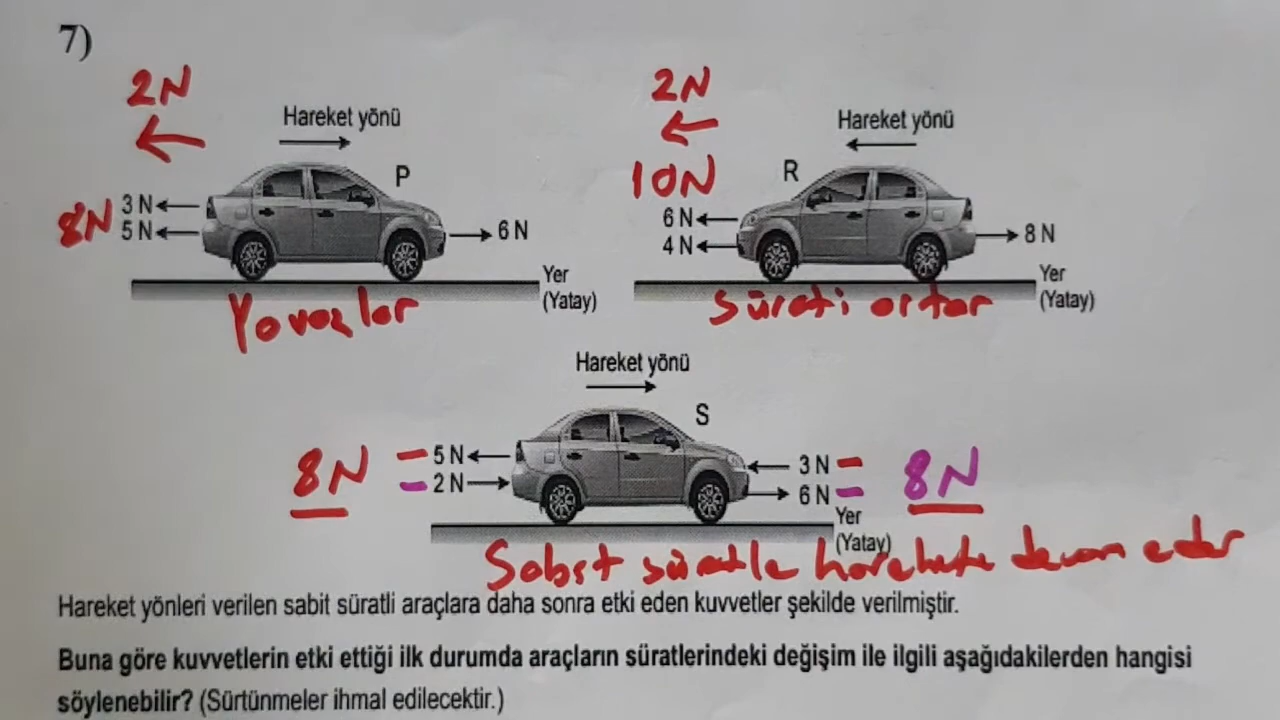 7)
2N
2N
Hareket yönü
Hareket yönü
P
10N
R
8N
3 N
5 N
6 N
6 N
4 N
8 N
Yer
(Yatay)
Yer
(Yatay)
Yavaşlar
Sürati artar
Hareket yönü
S
8N
5 N
2 N
3 N
6 N
8N
Yer
(Yatay)
Sabit süratle harekete devam eder
Hareket yönleri verilen sabit süratli araçlara daha sonra etki eden kuvvetler şekilde verilmiştir.
Buna göre kuvvetlerin etki ettiği ilk durumda araçların süratlerindeki değişim ile ilgili aşağıdakilerden hangisi
söylenebilir? (Sürtünmeler ihmal edilecektir.)